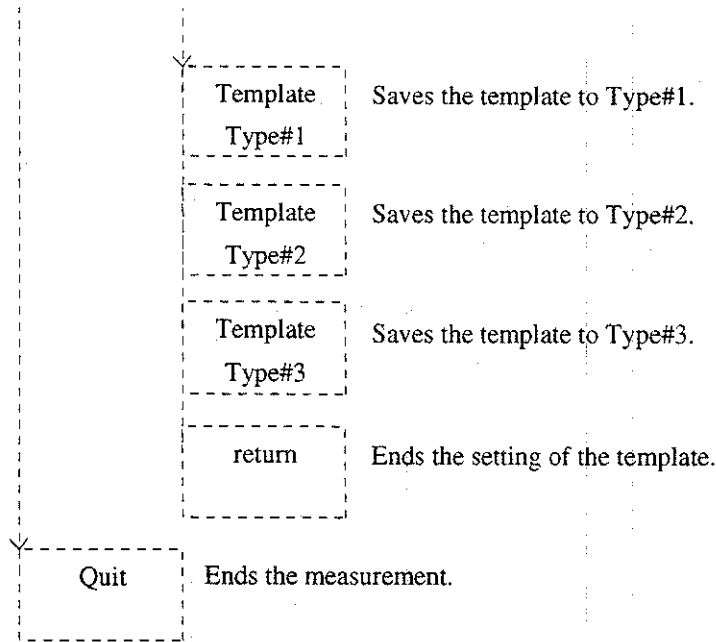 Template Saves the template to Type#1.
Type#1
Template Saves the template to Type#2.
Type#2
Template Saves the template to Type#3.
Type#3
return Ends the setting of the template.
Quit Ends the measurement.